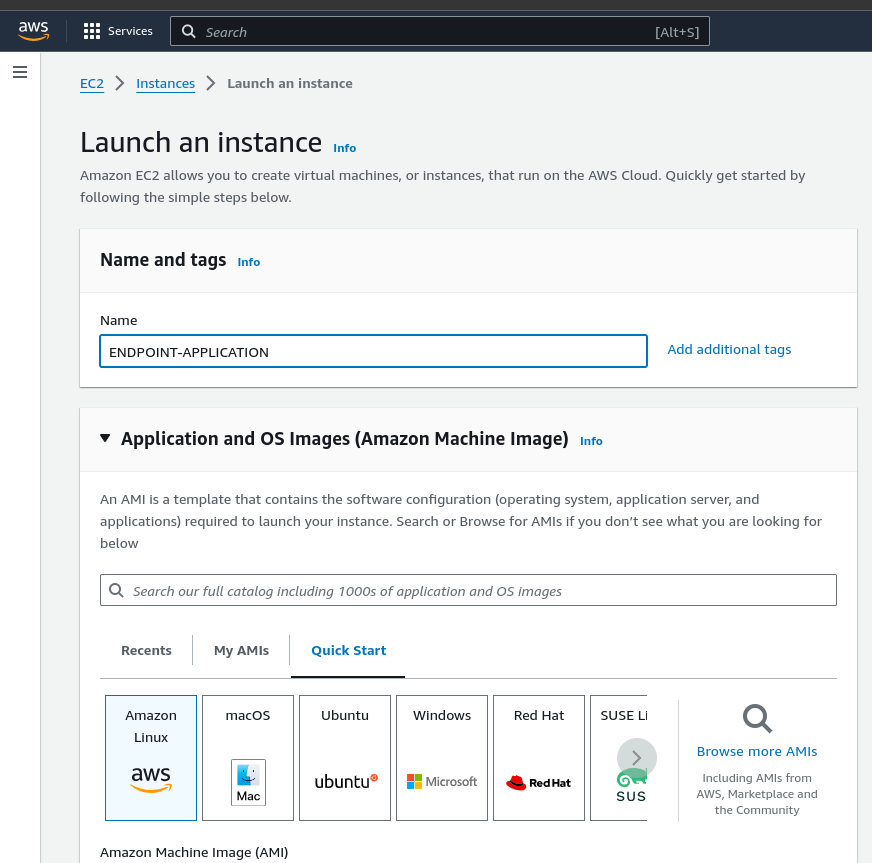 aws
Services
Search
[Alt+S]
EC2
Instances
Launch an instance
Launch an instance
Info
Amazon EC2 allows you to create virtual machines, or instances, that run on the AWS Cloud. Quickly get started by
following the simple steps below.
Name and tags
Info
Name
ENDPOINT-APPLICATION
Add additional tags
Application and OS Images (Amazon Machine Image)
Info
An AMI is a template that contains the software configuration (operating system, application server, and
applications) required to launch your instance. Search or Browse for AMIs if you don’t see what you are looking for
below
Search our full catalog including 1000s of application and OS images
Recents
My AMIs
Quick Start
Amazon
Linux
aws
macOS
Mac
Ubuntu
ubuntu
Windows
Microsoft
Red Hat
Red Hat
SUSE Li
SUS
Browse more AMIs
Including AMIs from
AWS, Marketplace and
the Community
Amazon Machine Image (AMI)